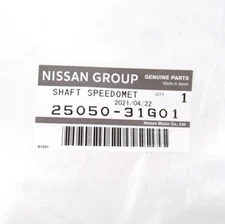 NISSAN GROUP GENUINE PARTS
Made in Japan
SHAFT SPEEDOMET QTY 1
2021/04/22
25050-31G01
Nissan Motor Co., Ltd.